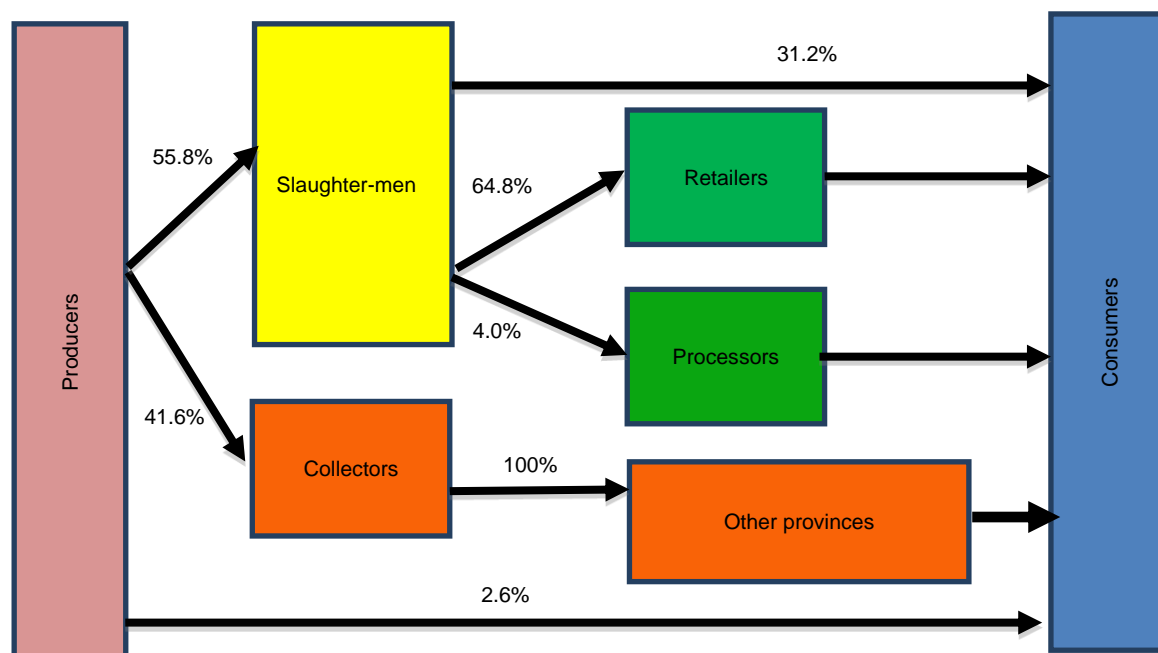 31.2%
55.8%
Slaughter-men
64.8%
Retailers
Producers
4.0%
Processors
Consumers
41.6%
Collectors
100%
Other provinces
2.6%